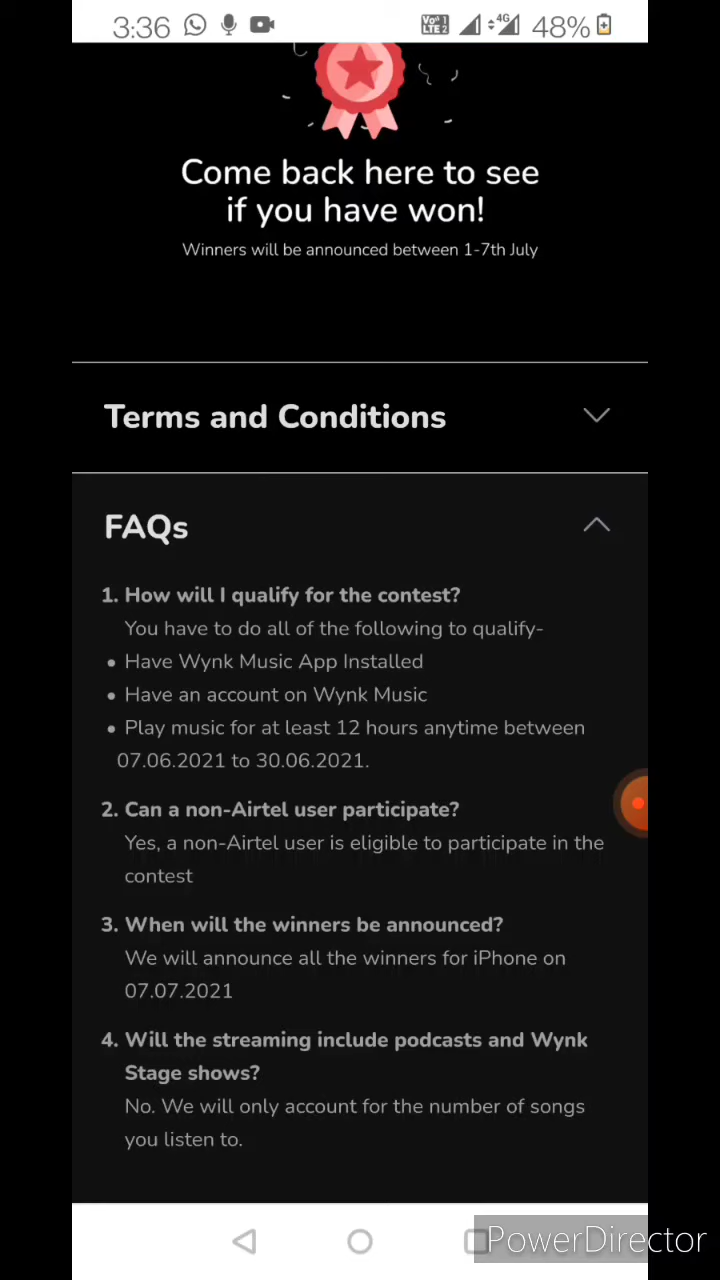 3:36
Vo 1
LTE 2
4G
48%
Come back here to see
if you have won!
Winners will be announced between 1-7th July
Terms and Conditions
FAQs
1. How will I qualify for the contest?
You have to do all of the following to qualify-
• Have Wynk Music App Installed
• Have an account on Wynk Music
• Play music for at least 12 hours anytime between
07.06.2021 to 30.06.2021.
2. Can a non-Airtel user participate?
Yes, a non-Airtel user is eligible to participate in the
contest
3. When will the winners be announced?
We will announce all the winners for iPhone on
07.07.2021
4. Will the streaming include podcasts and Wynk
Stage shows?
No. We will only account for the number of songs
you listen to.
PowerDirector